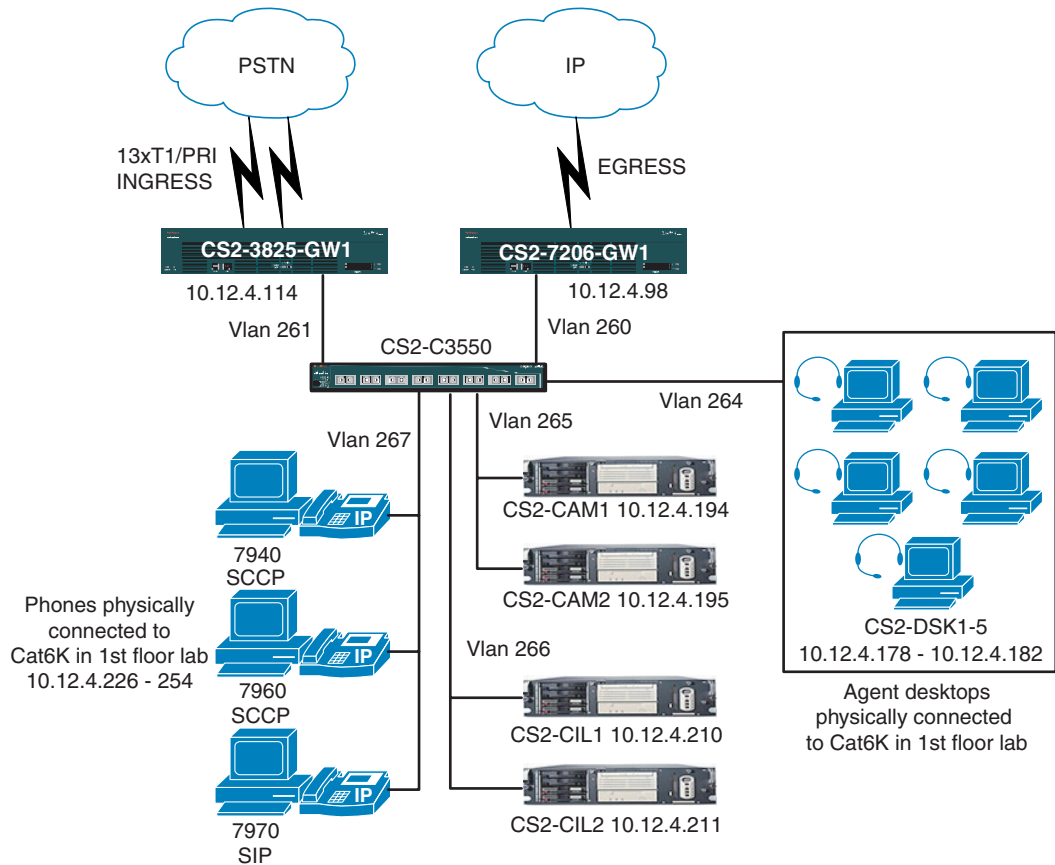 PSTN
IP
13xT1/PRI
INGRESS
EGRESS
CS2-3825-GW1
CS2-7206-GW1
10.12.4.114
10.12.4.98
Vlan 261
Vlan 260
CS2-C3550
Vlan 264
Vlan 267
Vlan 265
IP
7940
SCCP
CS2-CAM1 10.12.4.194
CS2-CAM2 10.12.4.195
Phones physically
connected to
Cat6K in 1st floor lab
10.12.4.226 - 254
IP
7960
SCCP
Vlan 266
CS2-CIL1 10.12.4.210
CS2-CIL2 10.12.4.211
IP
7970
SIP
CS2-DSK1-5
10.12.4.178 - 10.12.4.182
Agent desktops
physically connected
to Cat6K in 1st floor lab